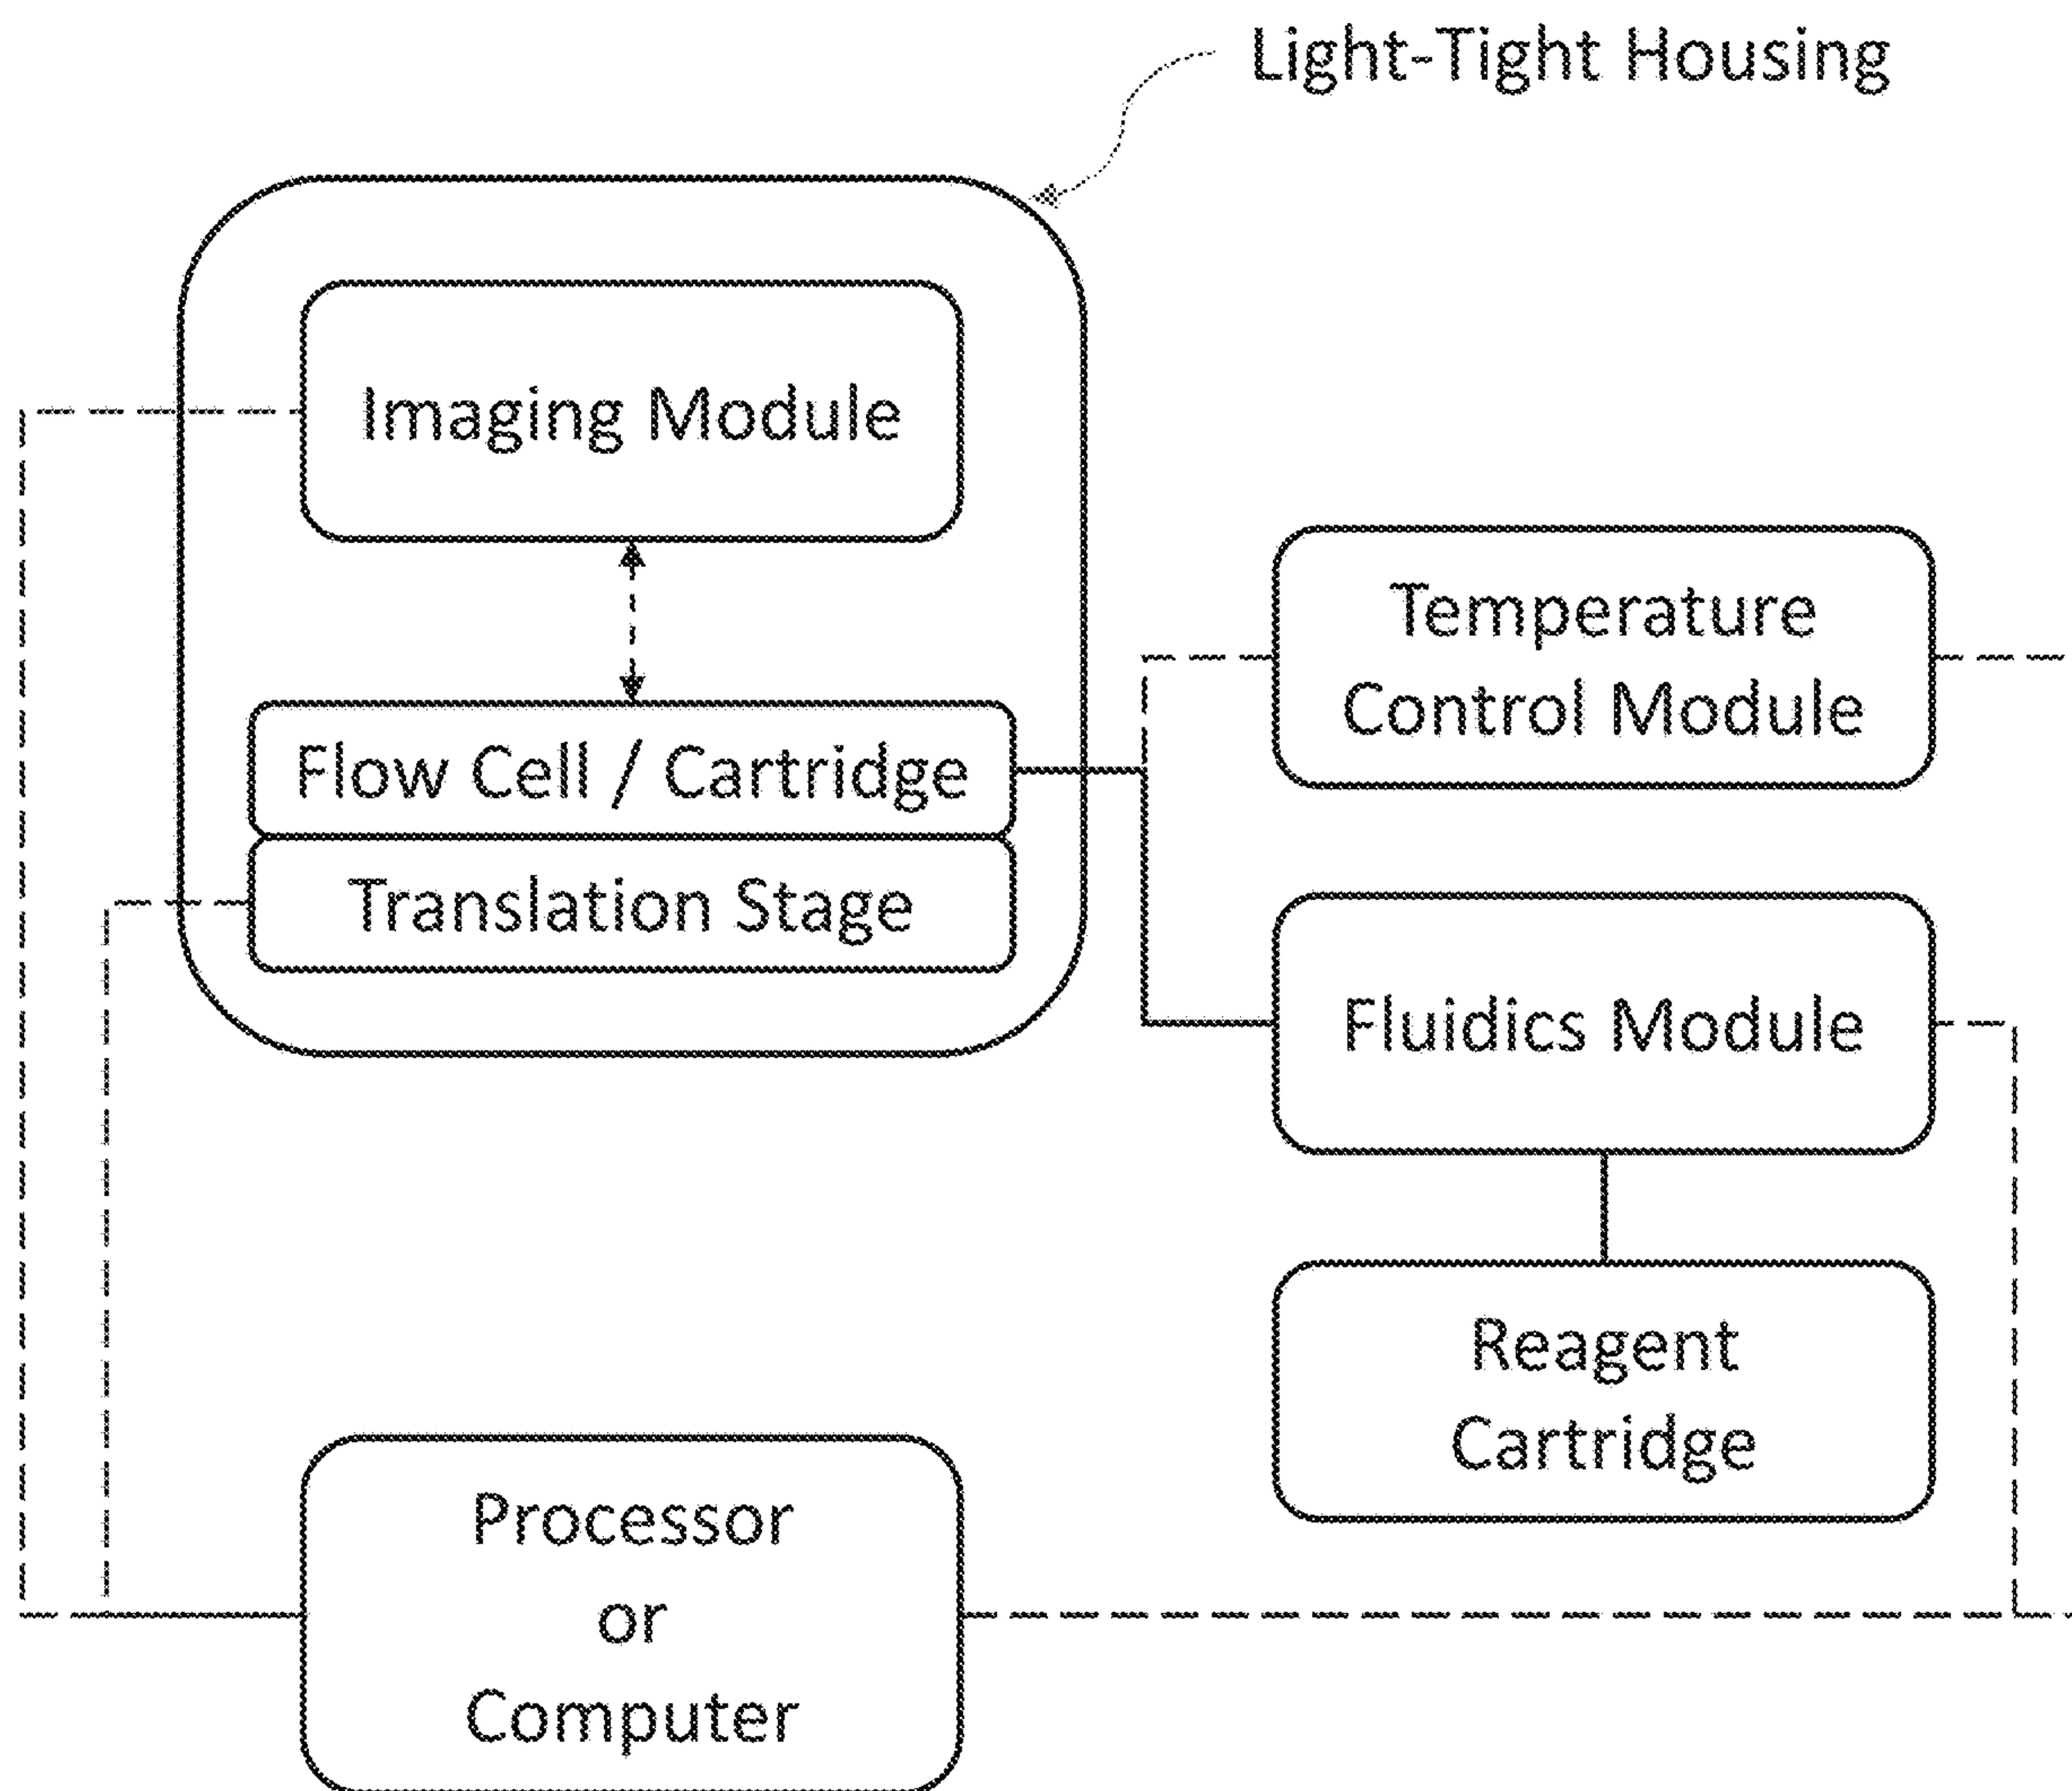 Light-Tight Housing
Imaging Module
Flow Cell / Cartridge
Translation Stage
Temperature
Control Module
Fluidics Module
Reagent
Cartridge
Processor
or
Computer